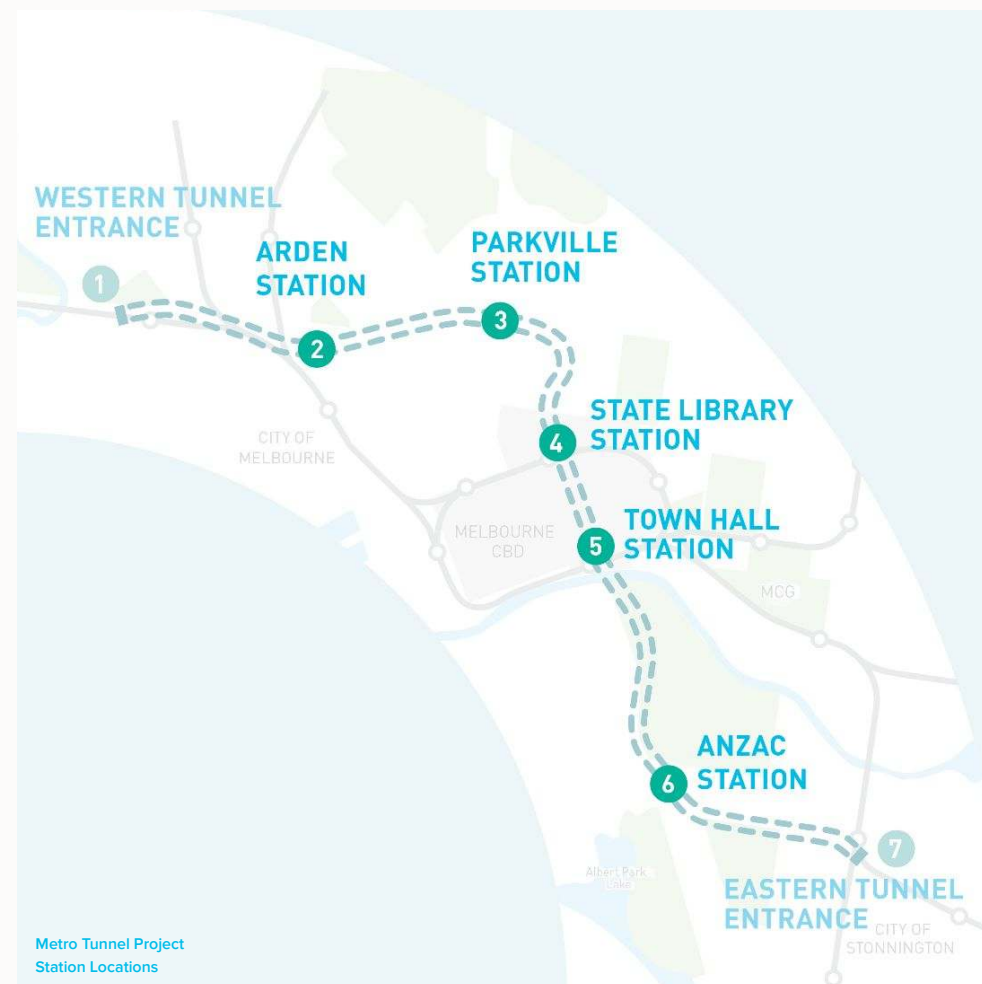 WESTERN TUNNEL
ENTRANCE
1
ARDEN
STATION
2
PARKVILLE
STATION
3
STATE LIBRARY
STATION
4
CITY OF
MELBOURNE
TOWN HALL
STATION
5
MELBOURNE
CBD
MCG
ANZAC
STATION
6
7
Albert Park
Lake
EASTERN TUNNEL
ENTRANCE
CITY OF
STONNINGTON
Metro Tunnel Project
Station Locations